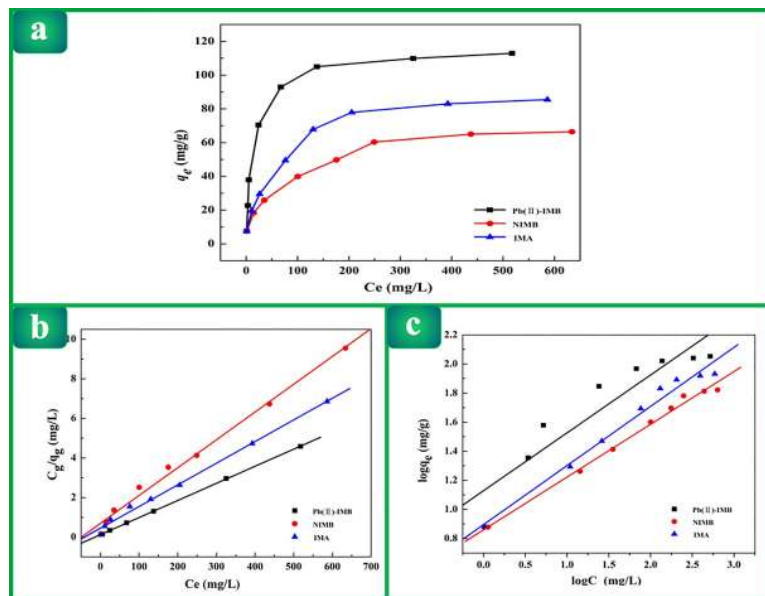 a
120
100
80
60
40
20
0
qe (mg/g)
Pb(II)-IMB
NIMB
IMA
0 100 200 300 400 500 600
Ce (mg/L)
b
10
8
6
4
2
0
Cg/qg (mg/L)
Pb(II)-IMB
NIMB
IMA
0 100 200 300 400 500 600 700
Ce (mg/L)
c
2.2
2.0
1.8
1.6
1.4
1.2
1.0
0.8
logqe (mg/g)
Pb(II)-IMB
NIMB
IMA
0.0 0.5 1.0 1.5 2.0 2.5 3.0
logC (mg/L)